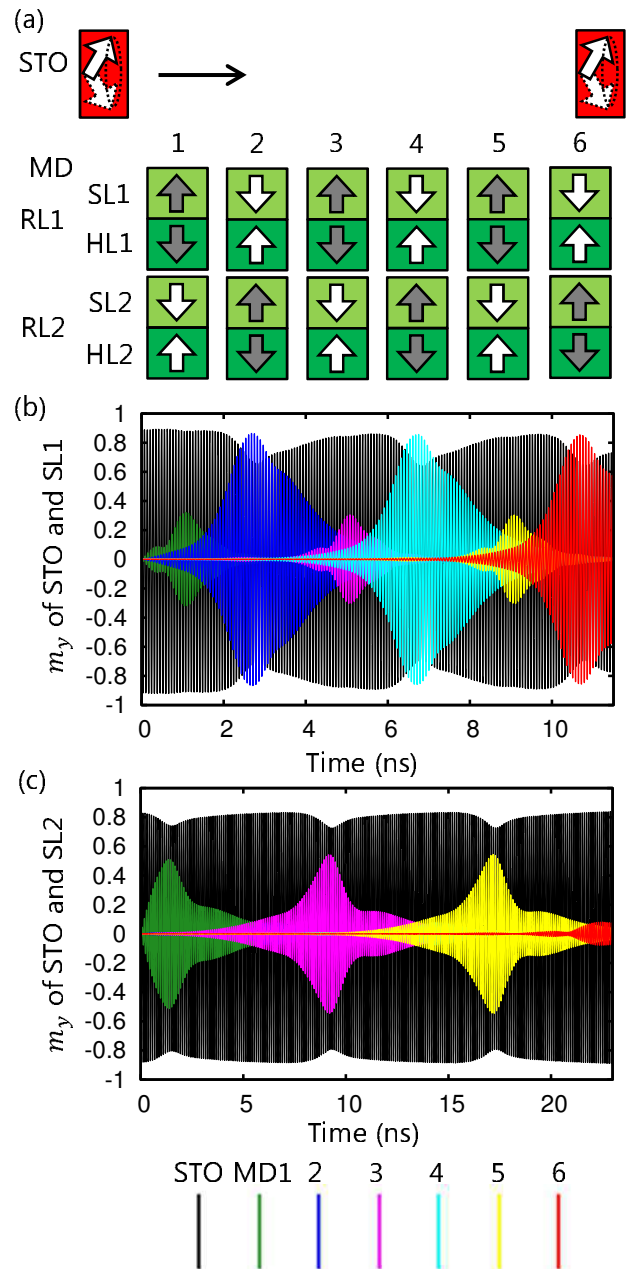 (a)
STO
1 2 3 4 5 6
MD
SL1
RL1
HL1
SL2
RL2
HL2
(b)
1
0.8
0.6
0.4
0.2
0
-0.2
-0.4
-0.6
-0.8
-1
m_y of STO and SL1
0 2 4 6 8 10
Time (ns)
(c)
1
0.8
0.6
0.4
0.2
0
-0.2
-0.4
-0.6
-0.8
-1
m_y of STO and SL2
0 5 10 15 20
Time (ns)
STO MD1 2 3 4 5 6